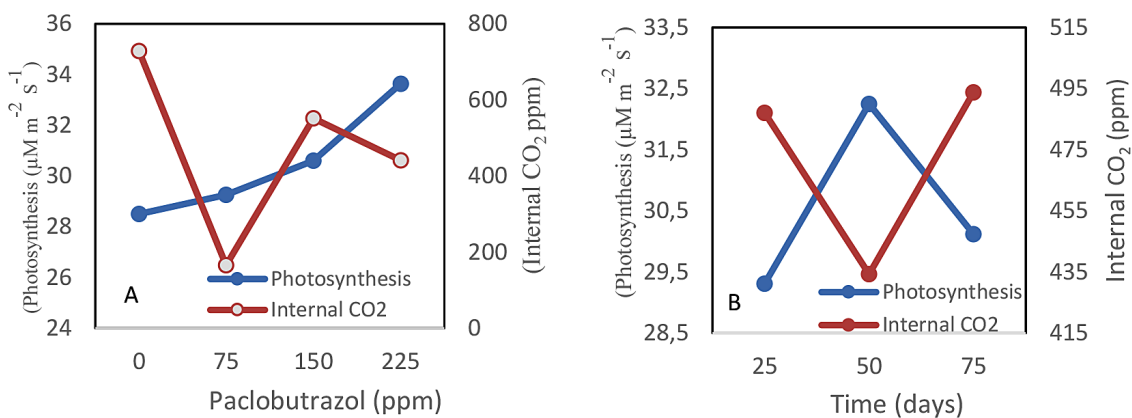 (Photosynthesis (µM m⁻² s⁻¹)
36
34
32
30
28
26
24
800
600
400
200
0
(Internal CO₂ ppm)
A
Photosynthesis
Internal CO2
0 75 150 225
Paclobutrazol (ppm)
(Photosynthesis (µM m⁻² s⁻¹)
33,5
32,5
31,5
30,5
29,5
28,5
515
495
475
455
435
415
Internal CO₂ (ppm)
B
Photosynthesis
Internal CO2
25 50 75
Time (days)